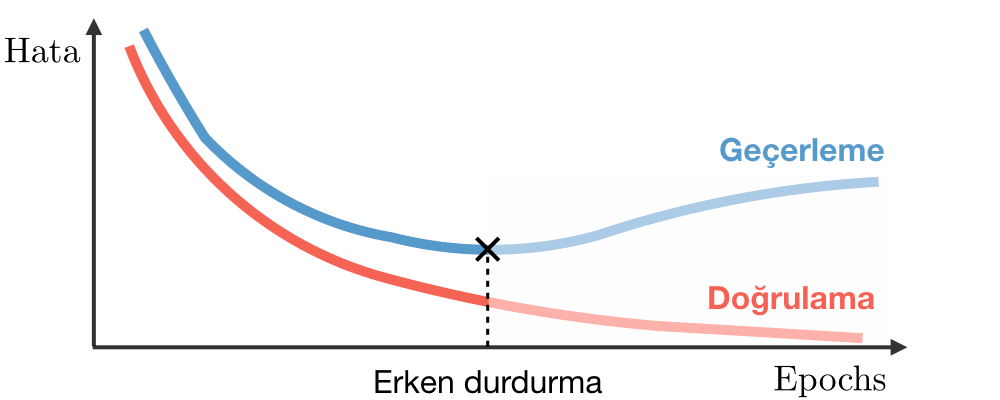 Hata
Geçerleme
Doğrulama
Erken durdurma
Epochs